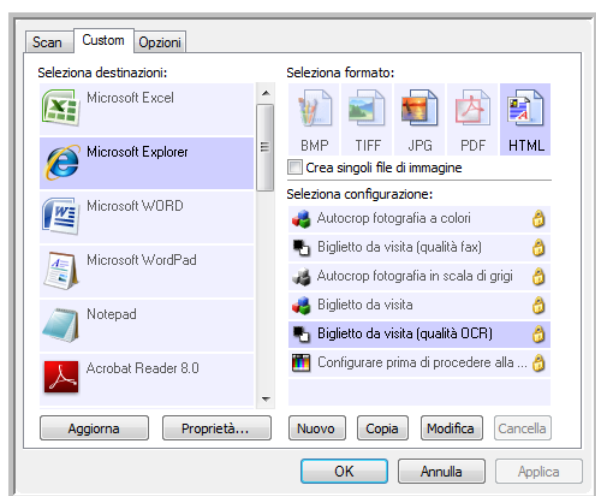 Scan Custom Opzioni
Seleziona destinazioni:
Microsoft Excel
Microsoft Explorer
Microsoft WORD
Microsoft WordPad
Notepad
Acrobat Reader 8.0
Aggiorna Proprietà...
Seleziona formato:
BMP TIFF JPG PDF HTML
Crea singoli file di immagine
Seleziona configurazione:
Autocrop fotografia a colori
Biglietto da visita (qualità fax)
Autocrop fotografia in scala di grigi
Biglietto da visita
Biglietto da visita (qualità OCR)
Configurare prima di procedere alla ...
Nuovo Copia Modifica Cancella
OK Annulla Applica